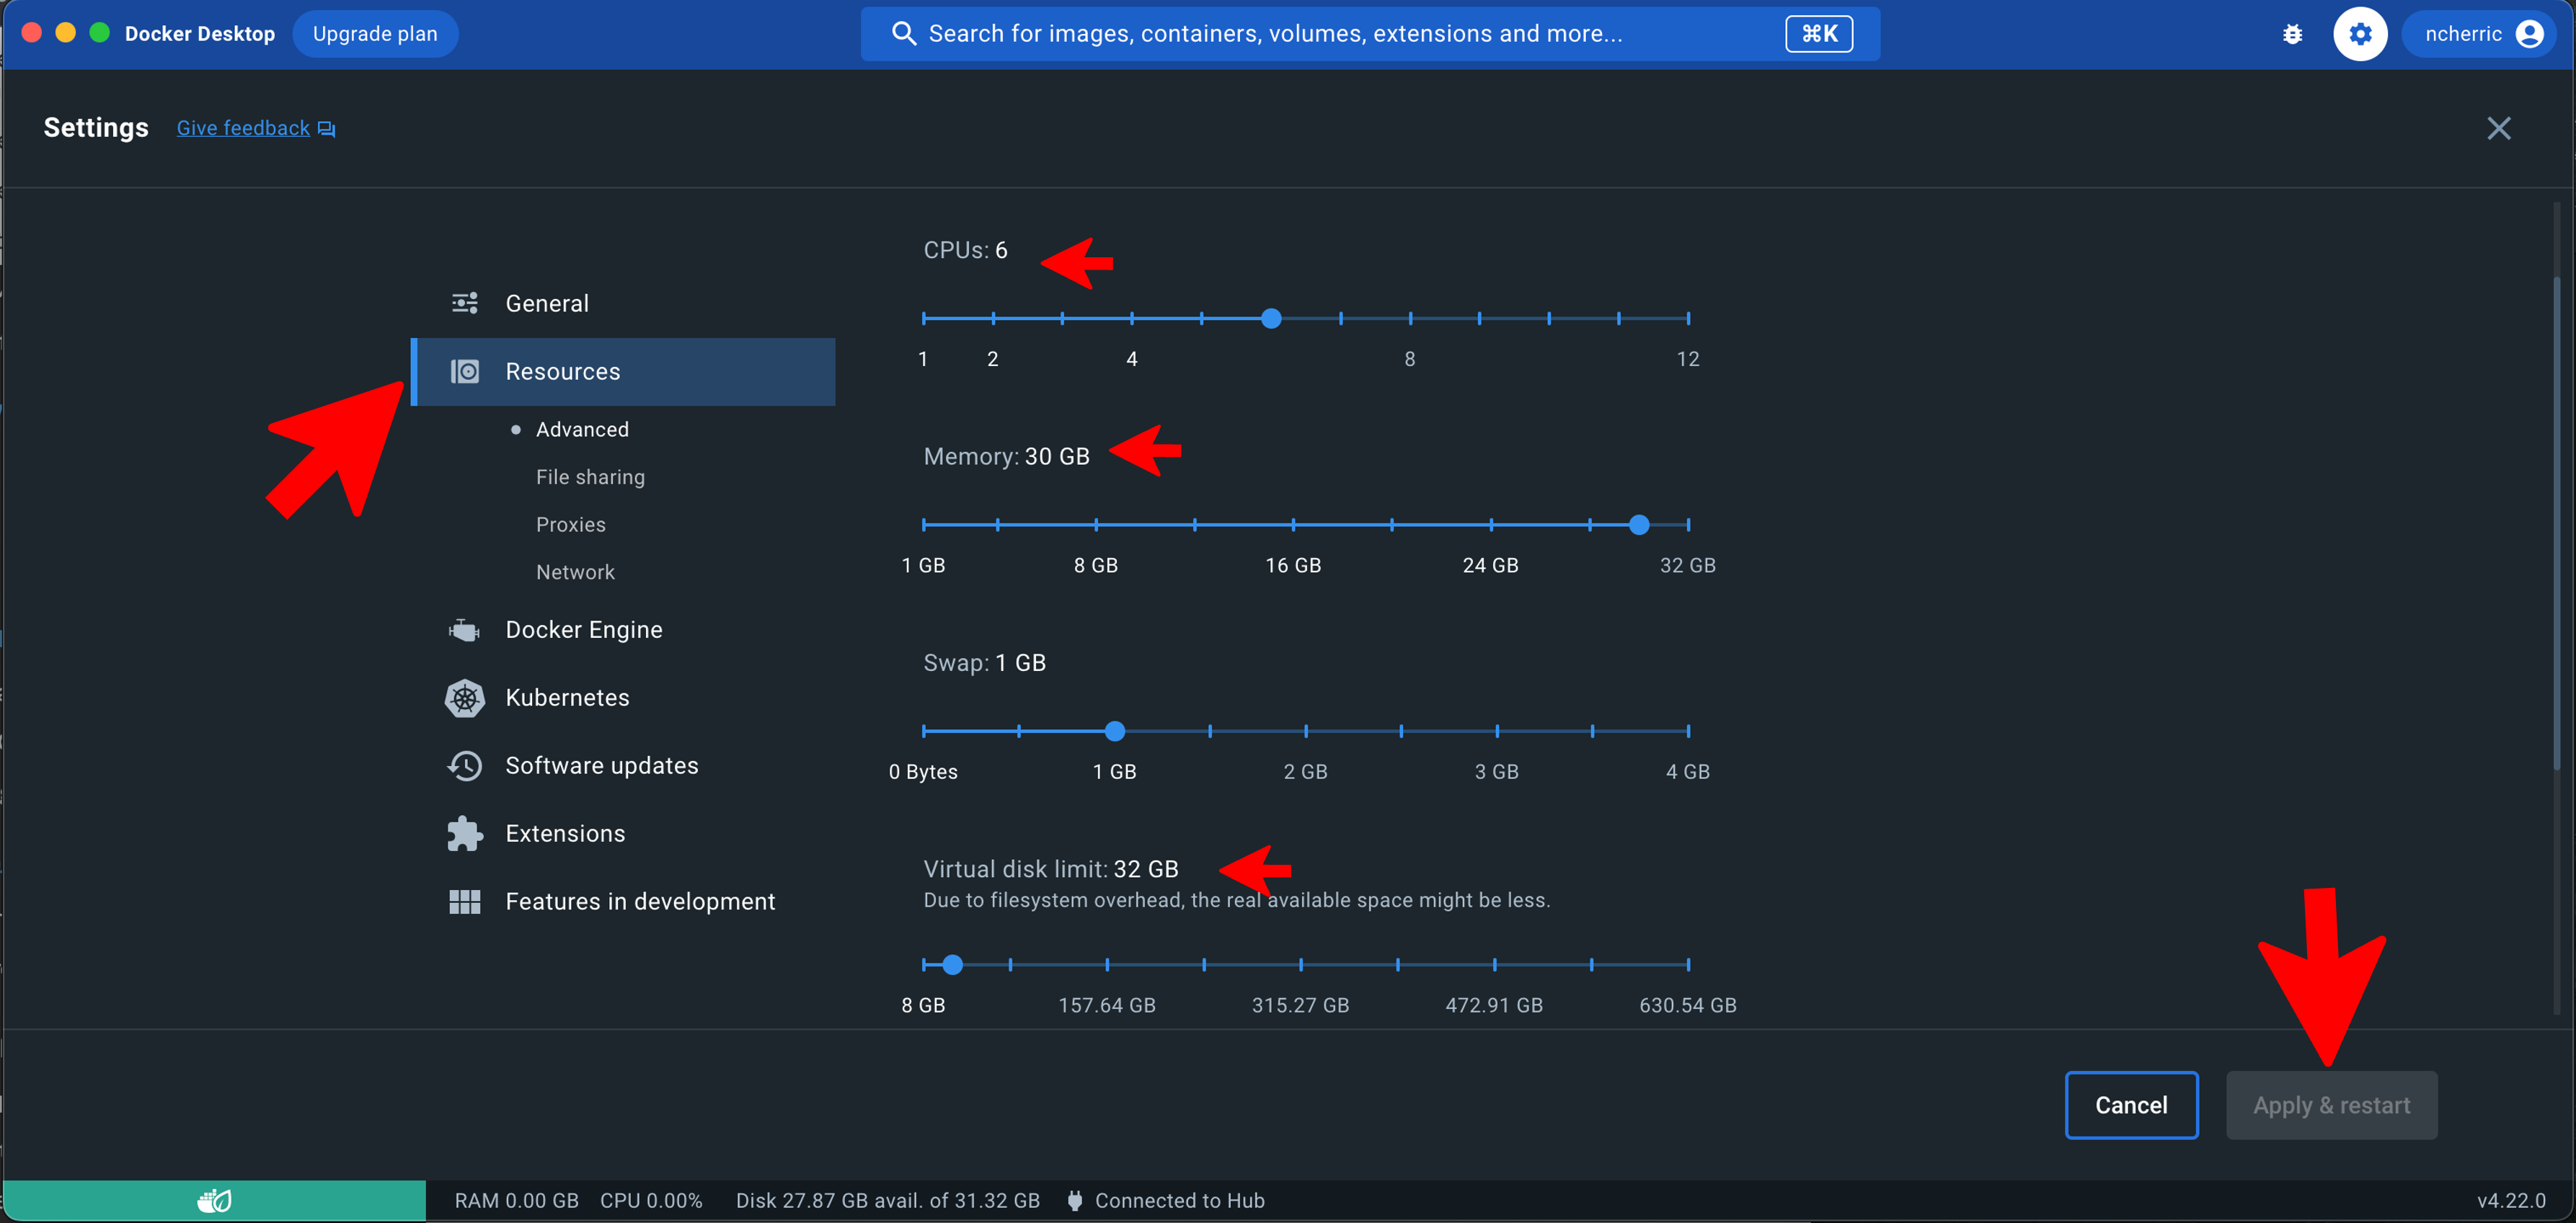 Docker Desktop Upgrade plan Search for images, containers, volumes, extensions and more... ⌘K ncherric
Settings Give feedback
General
Resources
Advanced
File sharing
Proxies
Network
Docker Engine
Kubernetes
Software updates
Extensions
Features in development
CPUs: 6
1 2 4 8 12
Memory: 30 GB
1 GB 8 GB 16 GB 24 GB 32 GB
Swap: 1 GB
0 Bytes 1 GB 2 GB 3 GB 4 GB
Virtual disk limit: 32 GB
Due to filesystem overhead, the real available space might be less.
8 GB 157.64 GB 315.27 GB 472.91 GB 630.54 GB
Cancel Apply & restart
RAM 0.00 GB CPU 0.00% Disk 27.87 GB avail. of 31.32 GB Connected to Hub v4.22.0